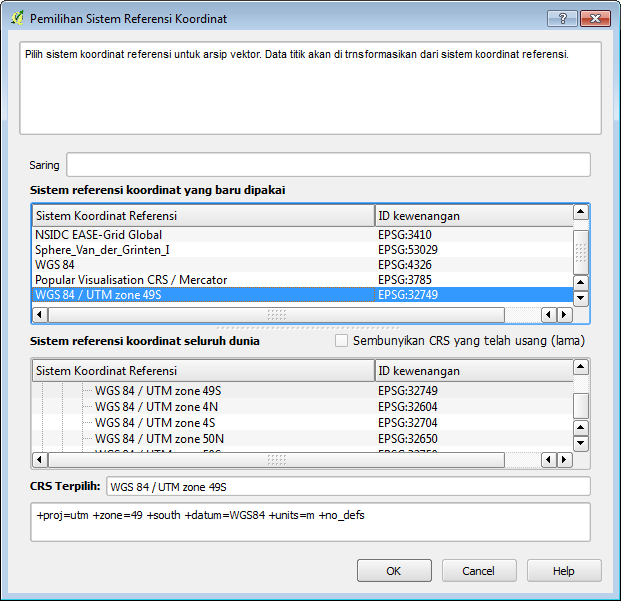 Pemilihan Sistem Referensi Koordinat
Pilih sistem koordinat referensi untuk arsip vektor. Data titik akan di trnsformasikan dari sistem koordinat referensi.
Saring
Sistem referensi koordinat yang baru dipakai
Sistem Koordinat Referensi ID kewenangan
NSIDC EASE-Grid Global EPSG:3410
Sphere_Van_der_Grinten_I EPSG:53029
WGS 84 EPSG:4326
Popular Visualisation CRS / Mercator EPSG:3785
WGS 84 / UTM zone 49S EPSG:32749
Sistem referensi koordinat seluruh dunia Sembunyikan CRS yang telah usang (lama)
Sistem Koordinat Referensi ID kewenangan
WGS 84 / UTM zone 49S EPSG:32749
WGS 84 / UTM zone 4N EPSG:32604
WGS 84 / UTM zone 4S EPSG:32704
WGS 84 / UTM zone 50N EPSG:32650
CRS Terpilih: WGS 84 / UTM zone 49S
+proj=utm +zone=49 +south +datum=WGS84 +units=m +no_defs
OK Cancel Help